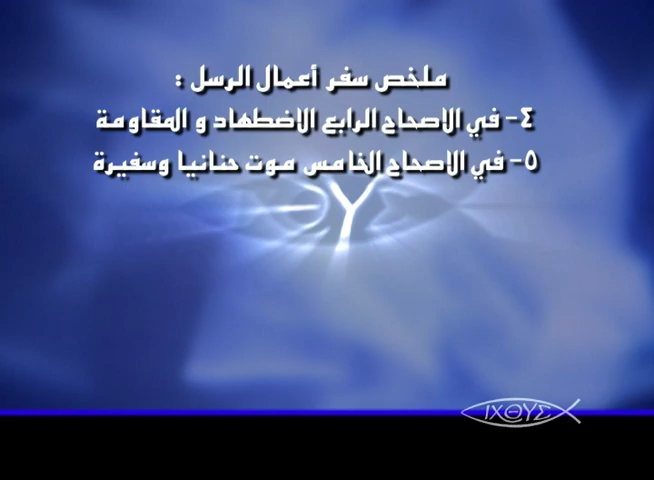 ملخص سفر أعمال الرسل :
٤- في الاصحاح الرابع الاضطهاد و المقاومة
٥- في الاصحاح الخامس موت حنانيا وسفيرة
Y
ΙΧΘΥΣ